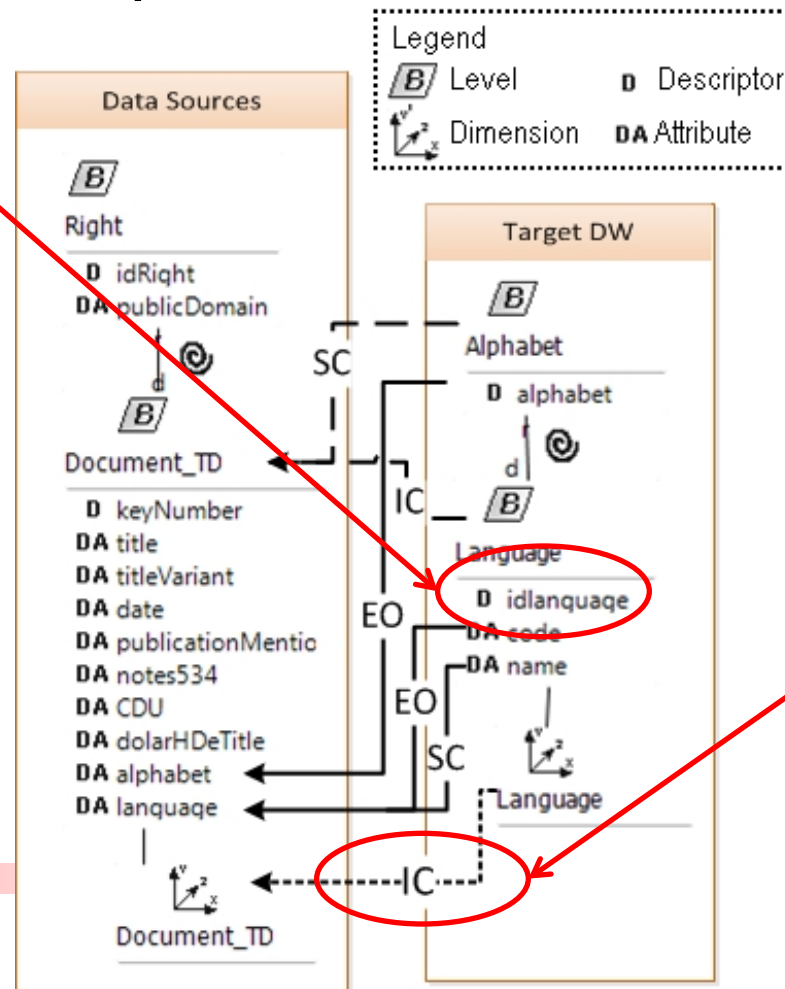 Legend
B Level D Descriptor
Dimension DA Attribute
Data Sources
B
Right
D idRight
DA publicDomain
r
d
B
Document_TD
D keyNumber
DA title
DA titleVariant
DA date
DA publicationMentio
DA notes534
DA CDU
DA dolarHDeTitle
DA alphabet
DA language
Document_TD
SC
IC
EO
EO
SC
IC
Target DW
B
Alphabet
D alphabet
r
d
B
Language
D idlanguage
DA code
DA name
Language